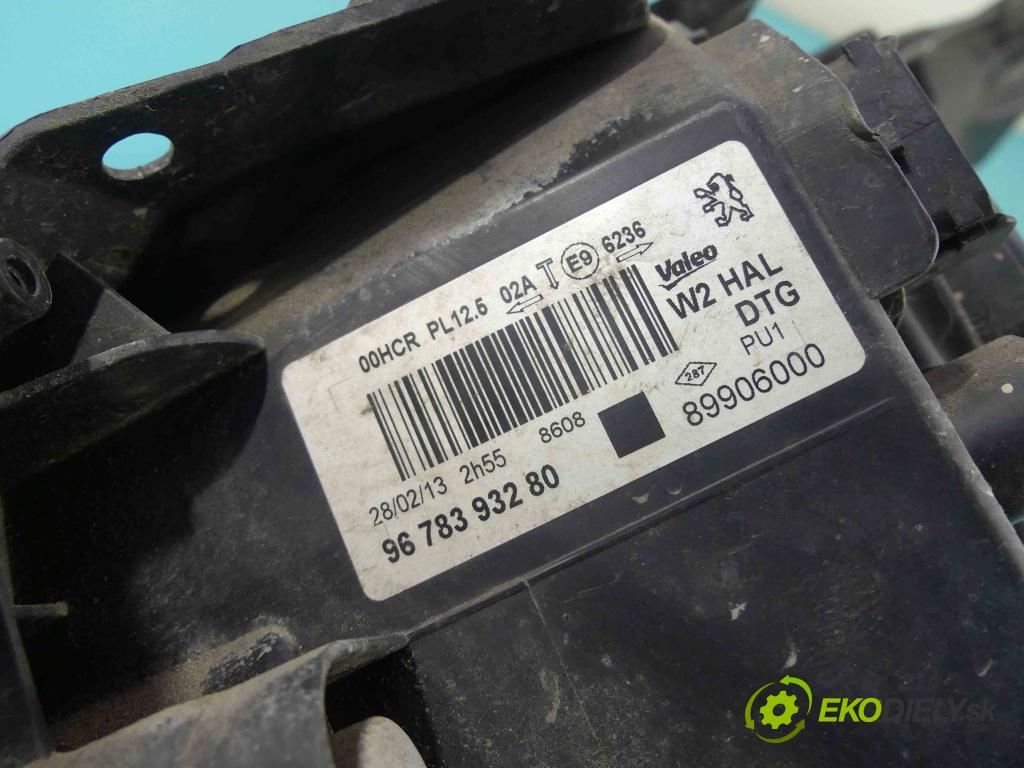 00HCR PL12.5 02A E9 6236
Valeo
W2 HAL
DTG
PU1
287
89906000
8608
28/02/13 2h55
96 783 932 80
EKODIELY.sk